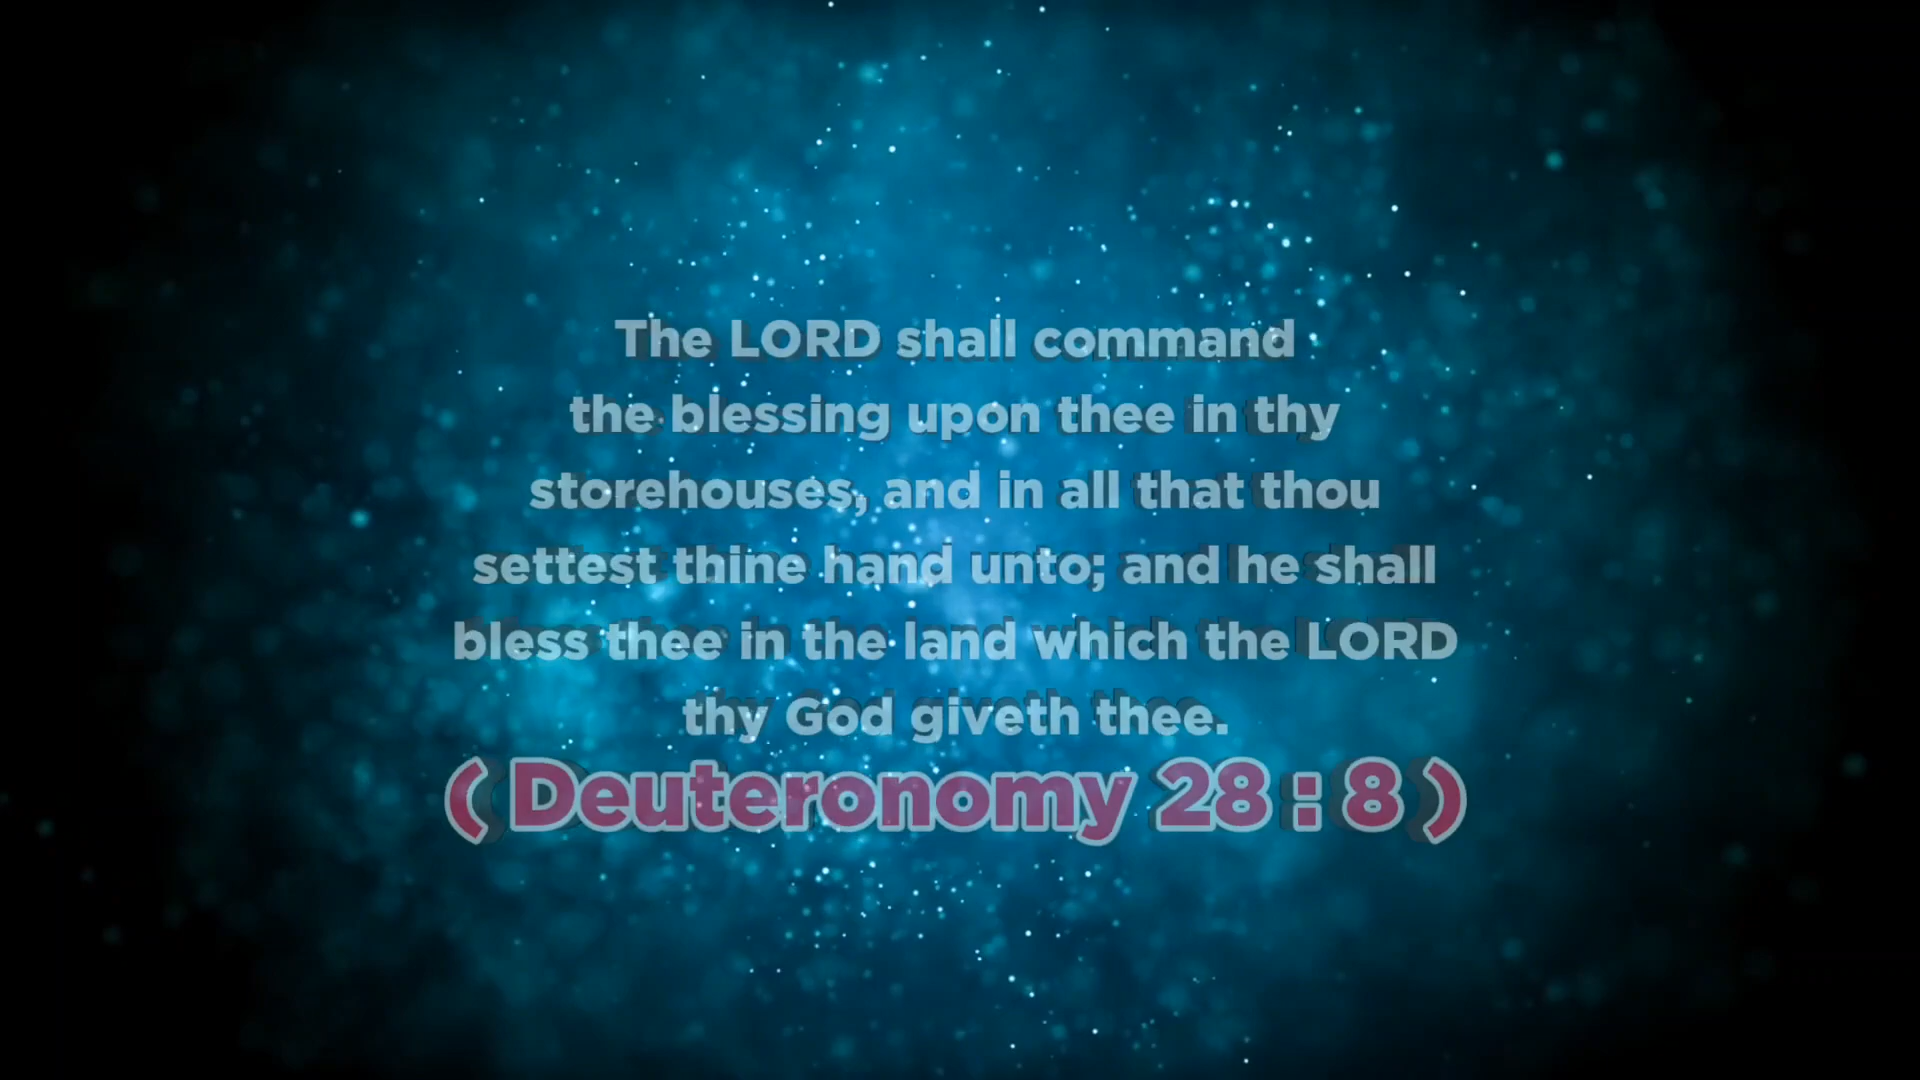 The LORD shall command
the blessing upon thee in thy
storehouses, and in all that thou
settest thine hand unto; and he shall
bless thee in the land which the LORD
thy God giveth thee.
( Deuteronomy 28 : 8 )